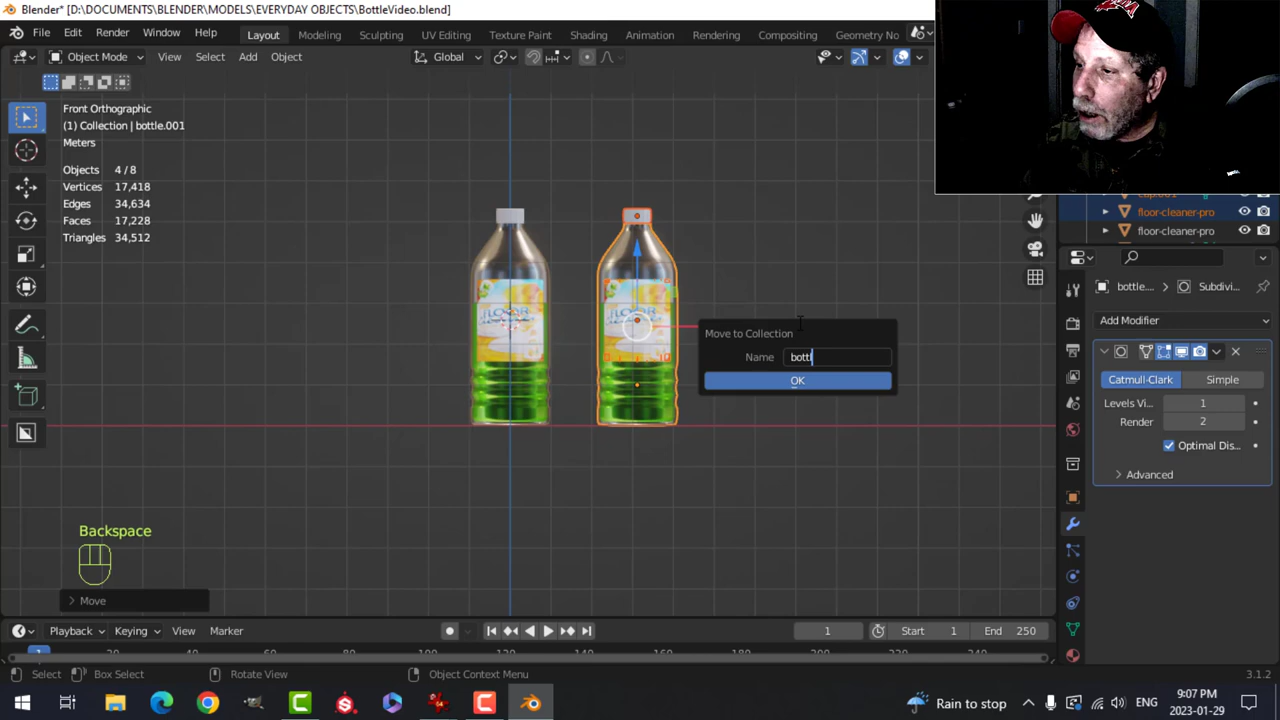 Blender* [D:\DOCUMENTS\BLENDER\MODELS\EVERYDAY OBJECTS\BottleVideo.blend]
File Edit Render Window Help Layout Modeling Sculpting UV Editing Texture Paint Shading Animation Rendering Compositing Geometry No
Object Mode View Select Add Object Global
Front Orthographic
(1) Collection | bottle.001
Meters
Objects 4 / 8
Vertices 17,418
Edges 34,634
Faces 17,228
Triangles 34,512
floor-cleaner-pro
floor-cleaner-pro
bottle.... Subdivi...
Add Modifier
Catmull-Clark Simple
Levels Vi... 1
Render 2
Optimal Dis...
Advanced
Move to Collection
Name bottl
OK
Backspace
Move
Playback Keying View Marker 1 Start 1 End 250
Select Box Select Rotate View Object Context Menu 3.1.2
Rain to stop ENG 9:07 PM
2023-01-29